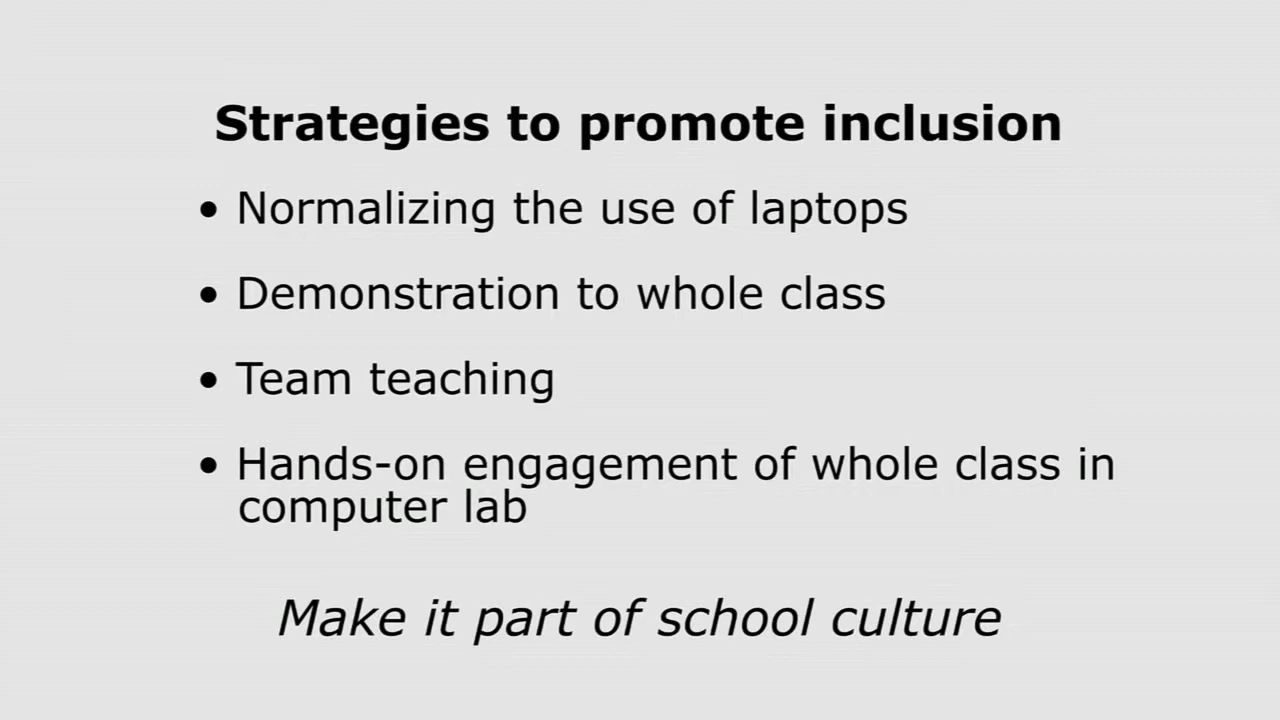 Strategies to promote inclusion
• Normalizing the use of laptops
• Demonstration to whole class
• Team teaching
• Hands-on engagement of whole class in
computer lab
Make it part of school culture